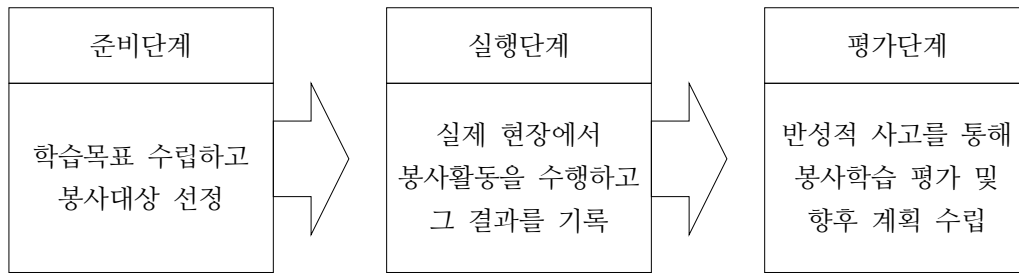 준비단계
학습목표 수립하고
봉사대상 선정
실행단계
실제 현장에서
봉사활동을 수행하고
그 결과를 기록
평가단계
반성적 사고를 통해
봉사학습 평가 및
향후 계획 수립